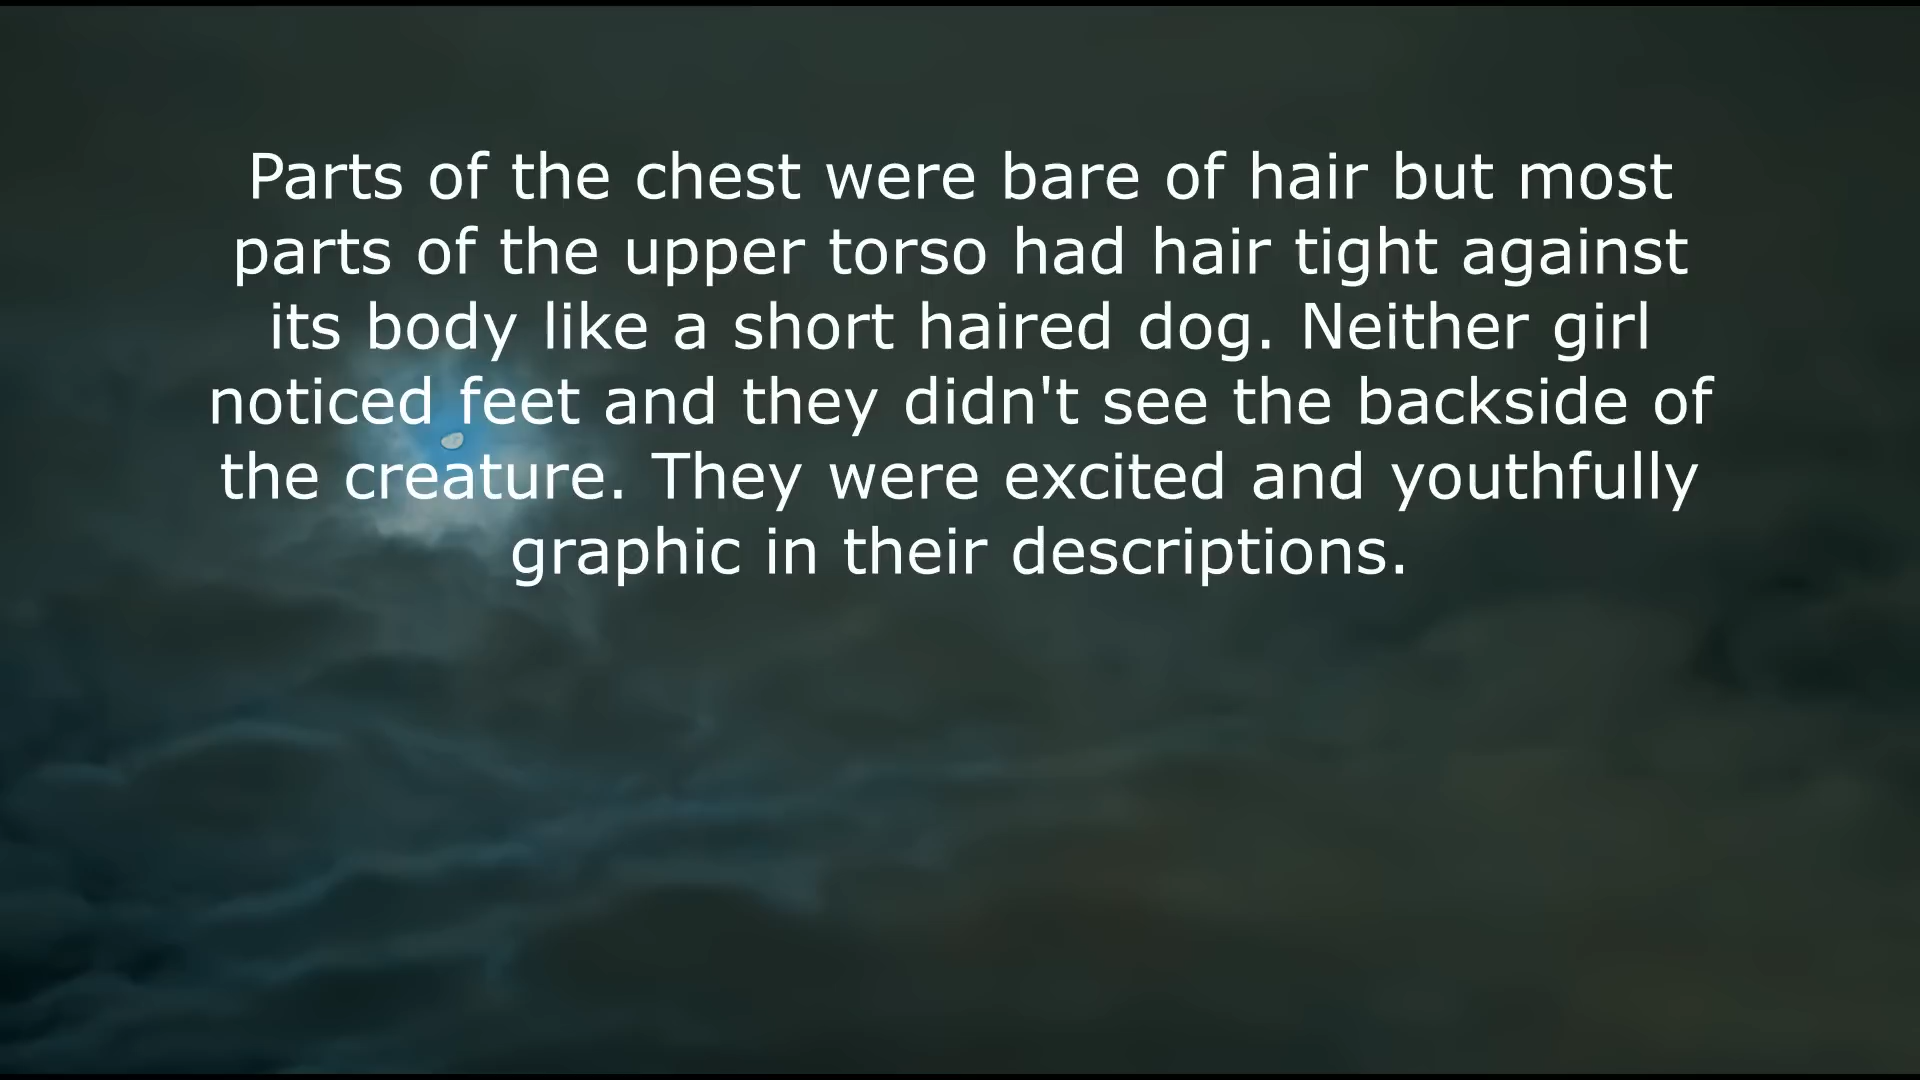 Parts of the chest were bare of hair but most
parts of the upper torso had hair tight against
its body like a short haired dog. Neither girl
noticed feet and they didn't see the backside of
the creature. They were excited and youthfully
graphic in their descriptions.